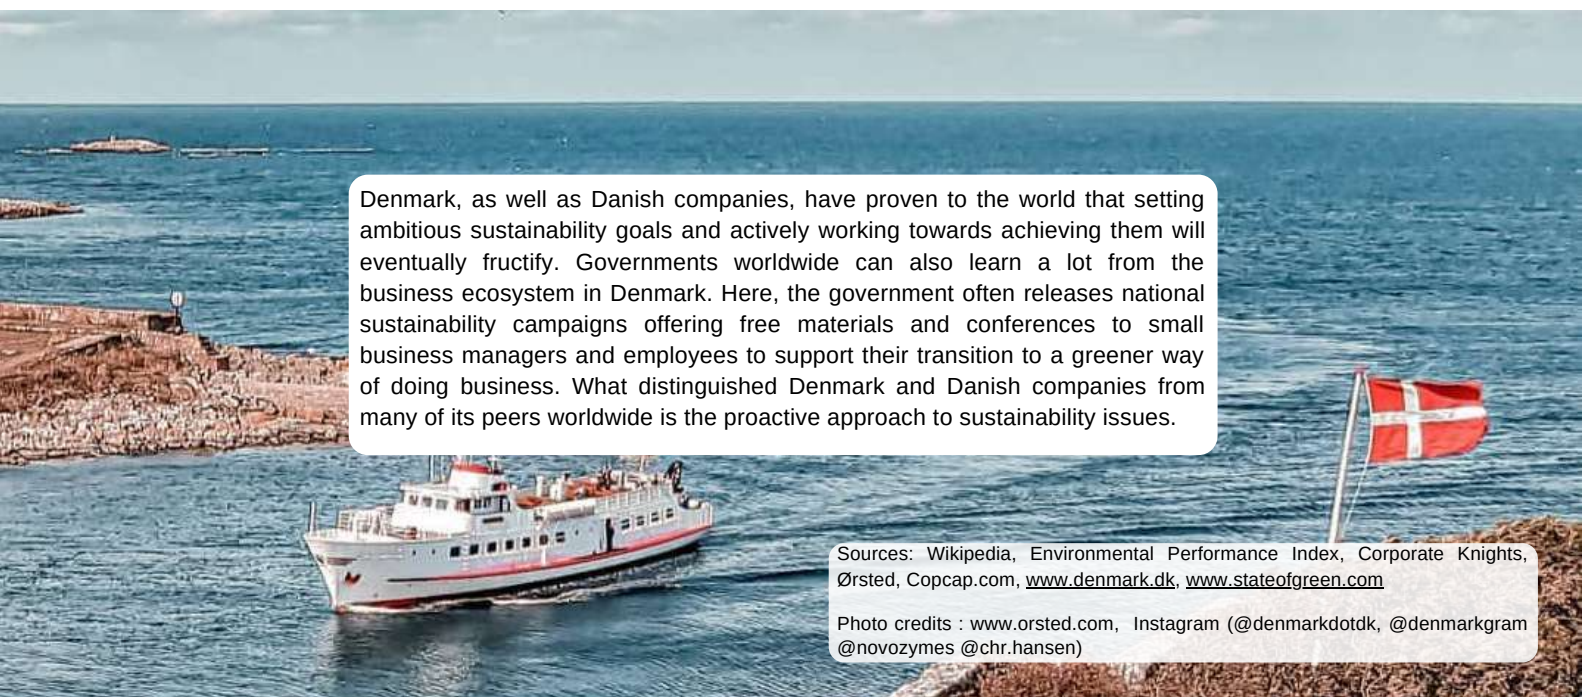 Denmark, as well as Danish companies, have proven to the world that setting
ambitious sustainability goals and actively working towards achieving them will
eventually fructify. Governments worldwide can also learn a lot from the
business ecosystem in Denmark. Here, the government often releases national
sustainability campaigns offering free materials and conferences to small
business managers and employees to support their transition to a greener way
of doing business. What distinguished Denmark and Danish companies from
many of its peers worldwide is the proactive approach to sustainability issues.
Sources: Wikipedia, Environmental Performance Index, Corporate Knights,
Ørsted, Copcap.com, www.denmark.dk, www.stateofgreen.com
Photo credits : www.orsted.com, Instagram (@denmarkdotdk, @denmarkgram
@novozymes @chr.hansen)